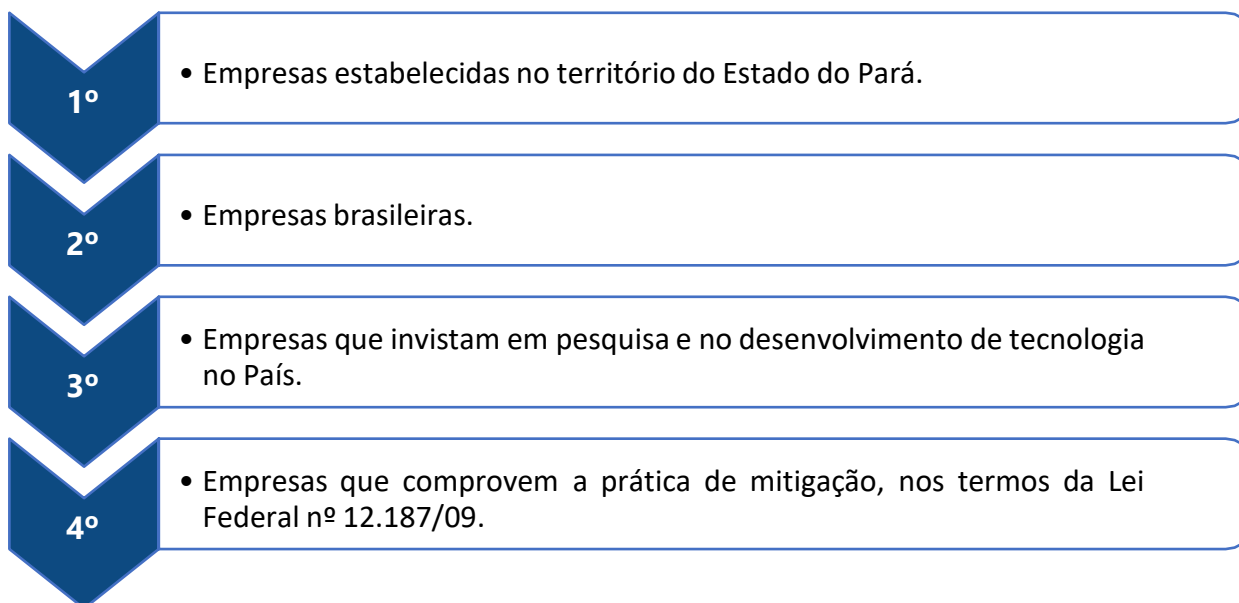 1º
• Empresas estabelecidas no território do Estado do Pará.
2º
• Empresas brasileiras.
3º
• Empresas que invistam em pesquisa e no desenvolvimento de tecnologia
no País.
4º
• Empresas que comprovem a prática de mitigação, nos termos da Lei
Federal nº 12.187/09.